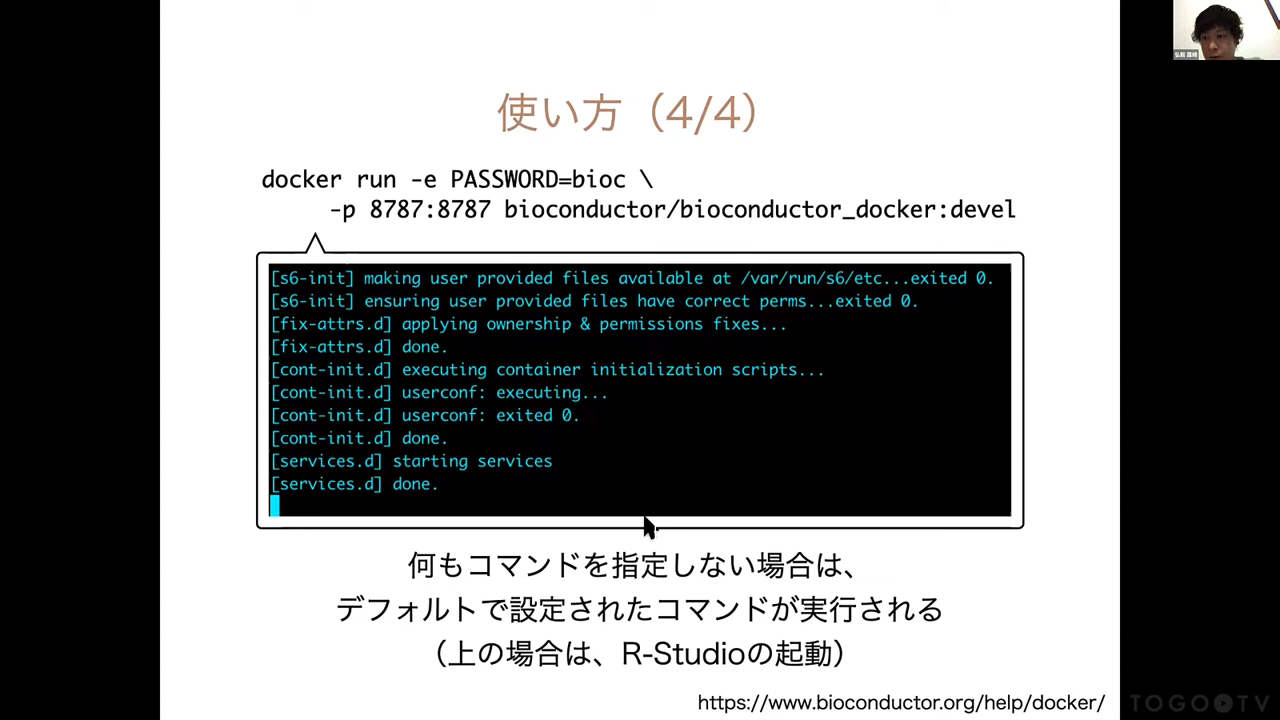 使い方（4/4）
docker run -e PASSWORD=bioc \
-p 8787:8787 bioconductor/bioconductor_docker:devel
[s6-init] making user provided files available at /var/run/s6/etc...exited 0.
[s6-init] ensuring user provided files have correct perms...exited 0.
[fix-attrs.d] applying ownership & permissions fixes...
[fix-attrs.d] done.
[cont-init.d] executing container initialization scripts...
[cont-init.d] userconf: executing...
[cont-init.d] userconf: exited 0.
[cont-init.d] done.
[services.d] starting services
[services.d] done.
何もコマンドを指定しない場合は、
デフォルトで設定されたコマンドが実行される
（上の場合は、R-Studioの起動）
https://www.bioconductor.org/help/docker/
TOGO TV